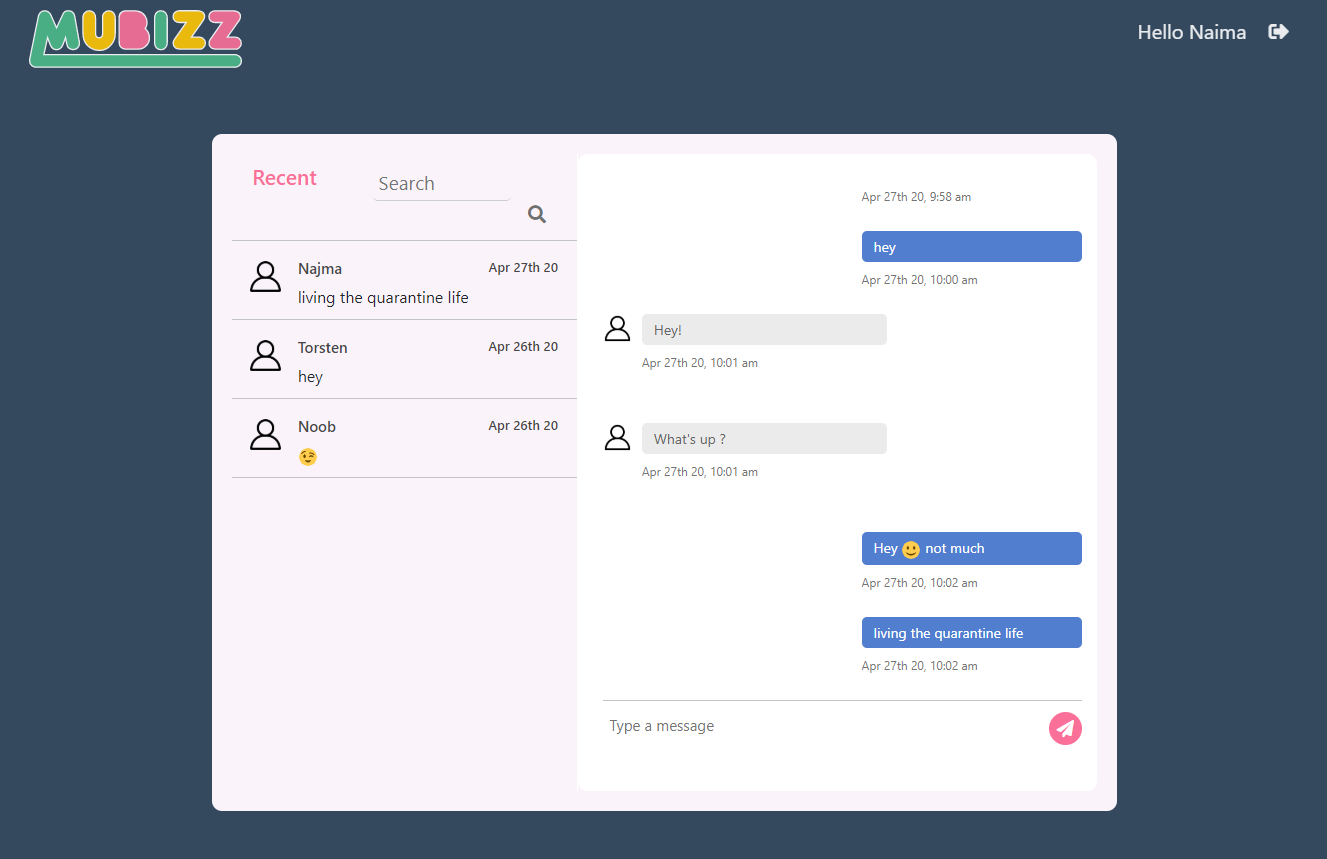 MUBIZZ
Hello Naima
Recent
Search
Najma
Apr 27th 20
living the quarantine life
Torsten
Apr 26th 20
hey
Noob
Apr 26th 20
😉
Apr 27th 20, 9:58 am
hey
Apr 27th 20, 10:00 am
Hey!
Apr 27th 20, 10:01 am
What's up ?
Apr 27th 20, 10:01 am
Hey 🙂 not much
Apr 27th 20, 10:02 am
living the quarantine life
Apr 27th 20, 10:02 am
Type a message